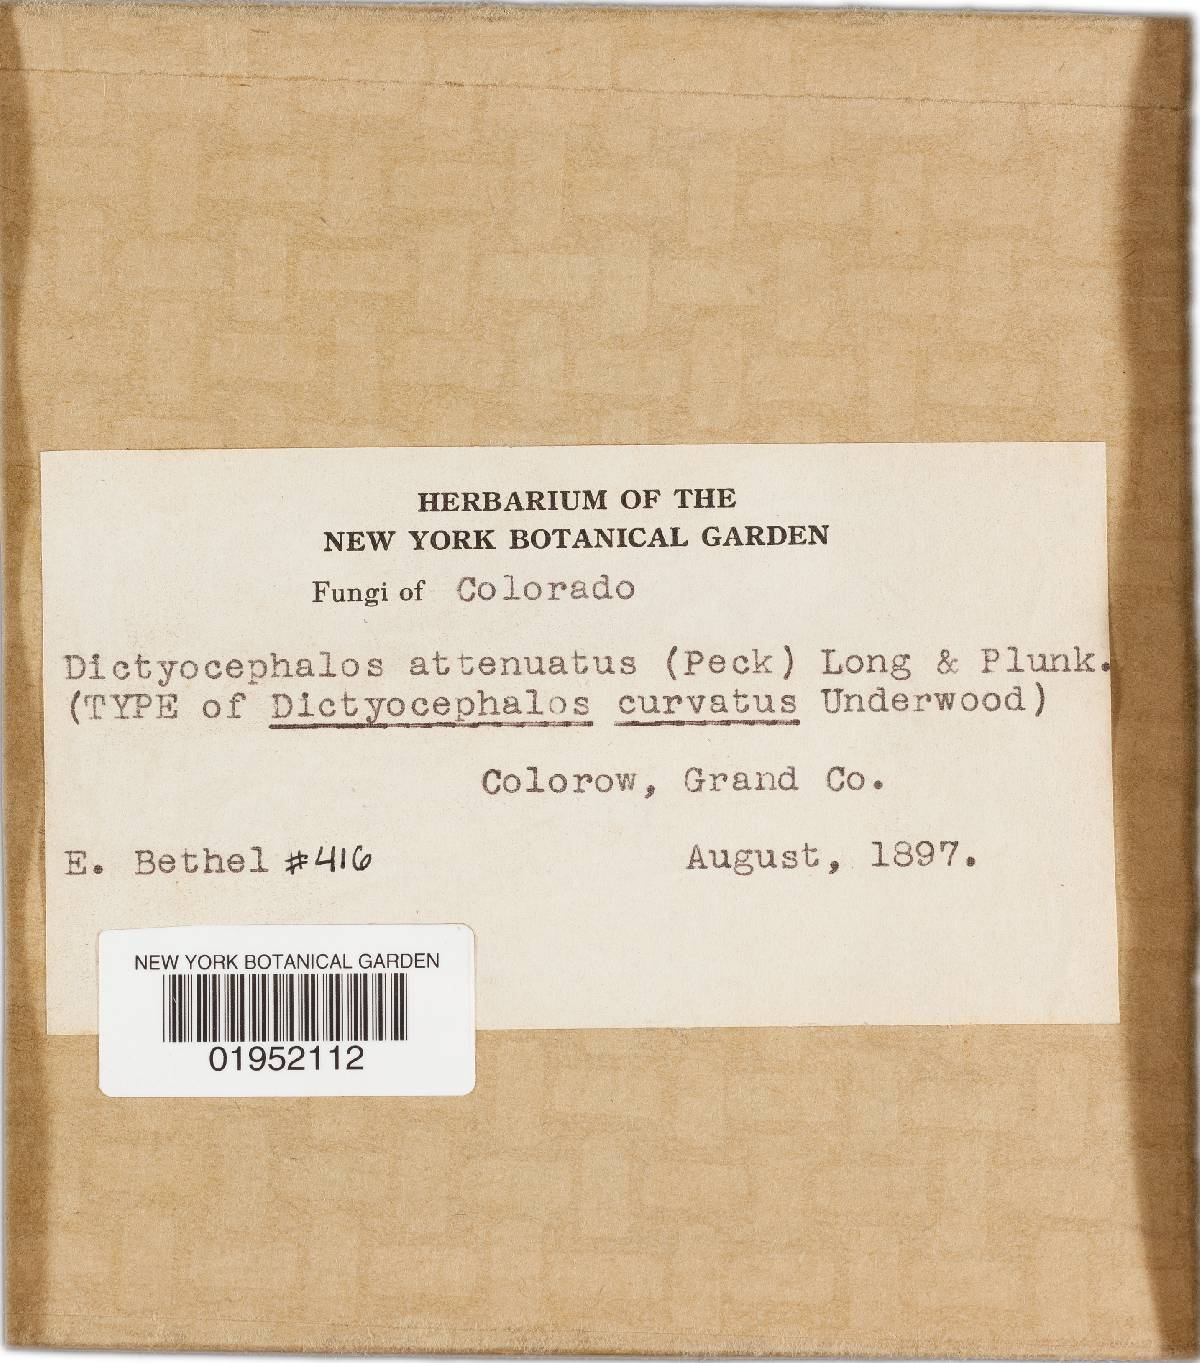 HERBARIUM OF THE
NEW YORK BOTANICAL GARDEN
Fungi of Colorado
Dictyocephalos attenuatus (Peck) Long & Plunk.
(TYPE of Dictyocephalos curvatus Underwood)
Colorow, Grand Co.
E. Bethel #416 August, 1897.
NEW YORK BOTANICAL GARDEN
01952112